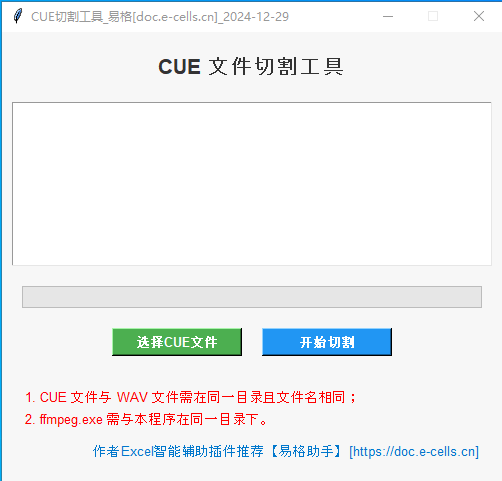 CUE切割工具_易格[doc.e-cells.cn]_2024-12-29
CUE 文件切割工具
选择CUE文件
开始切割
1. CUE 文件与 WAV 文件需在同一目录且文件名相同；
2. ffmpeg.exe 需与本程序在同一目录下。
作者Excel智能辅助插件推荐【易格助手】[https://doc.e-cells.cn]